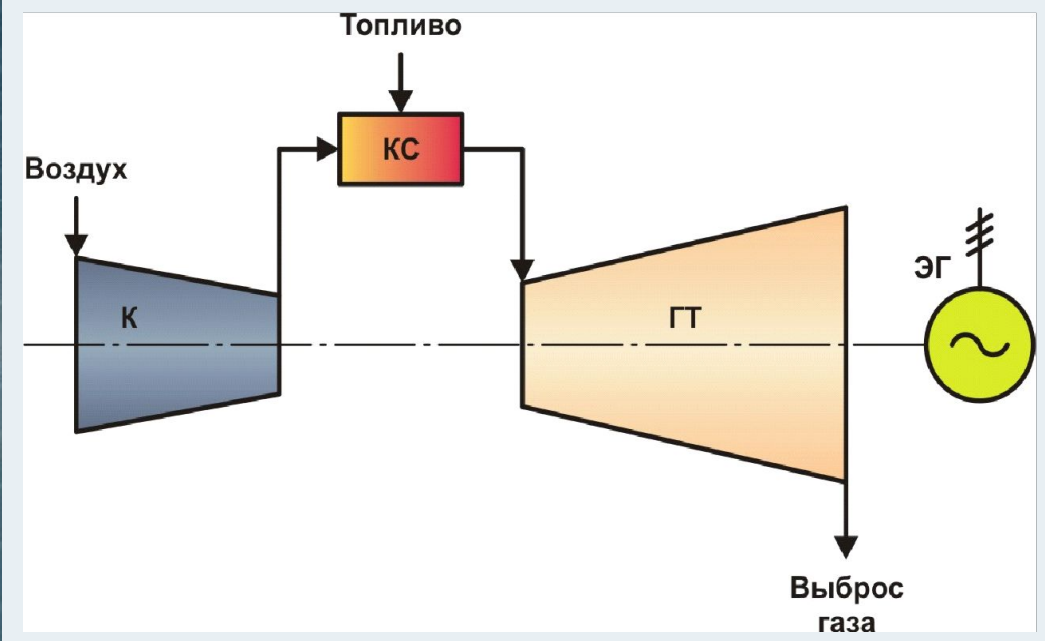 Топливо
КС
Воздух
К
ГТ
ЭГ
Выброс
газа